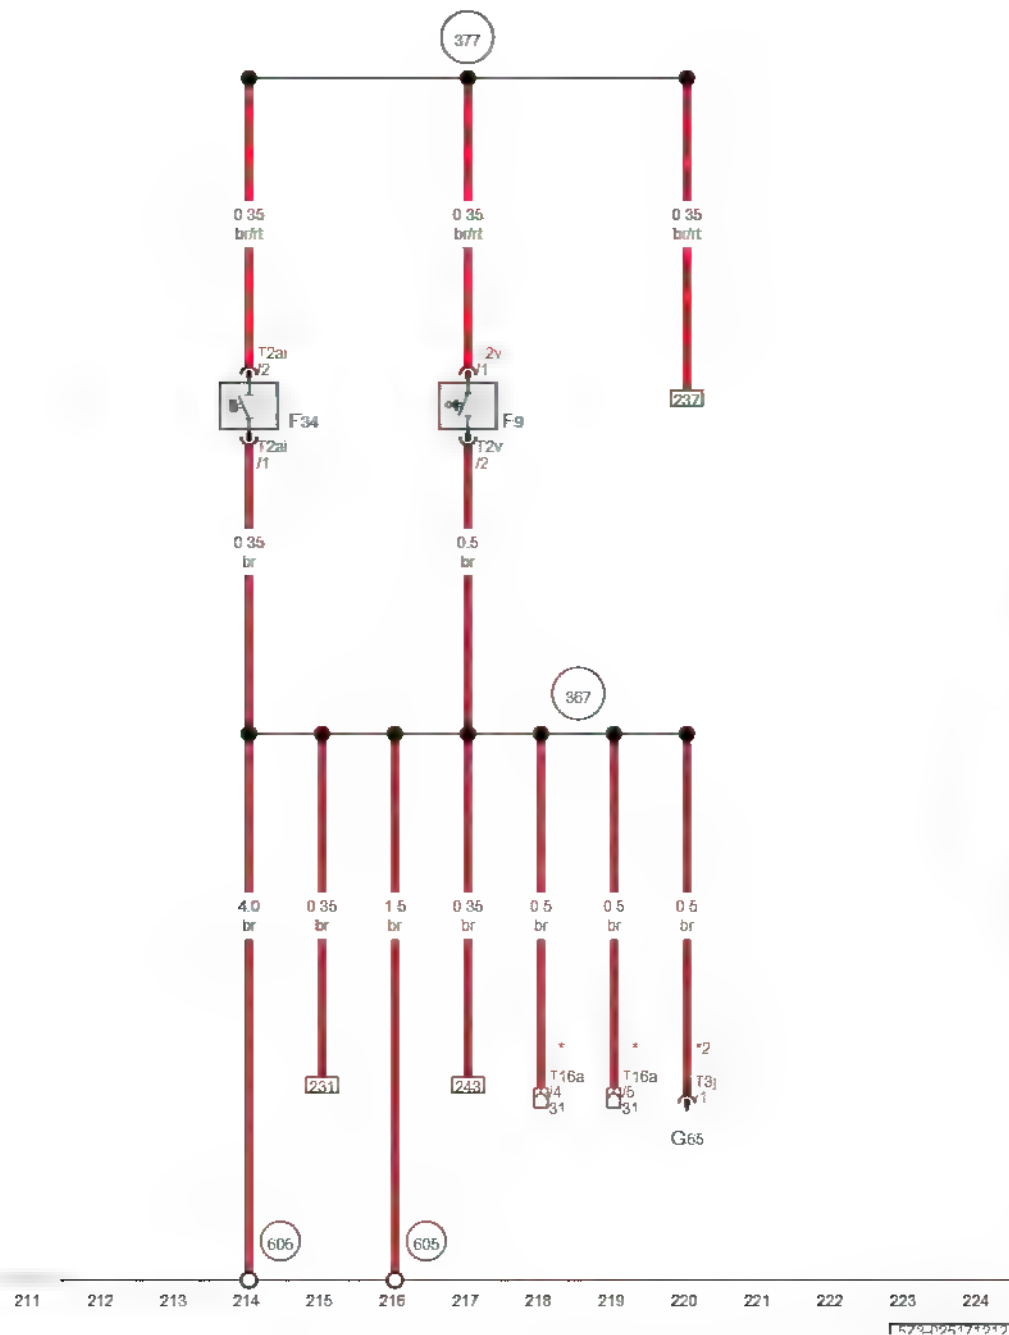 377
0.35
br/rt
0.35
br/rt
0.35
br/rt
T2ai
/2
2v
/1
237
F34
F9
T2ai
/1
T2v
/2
0.35
br
0.5
br
367
4.0
br
0.35
br
1.5
br
0.35
br
0.5
br
0.5
br
0.5
br
*
*
*2
231
243
T16a
/4
31
T16a
/5
31
T3j
/1
G65
606
605
211 212 213 214 215 216 217 218 219 220 221 222 223 224